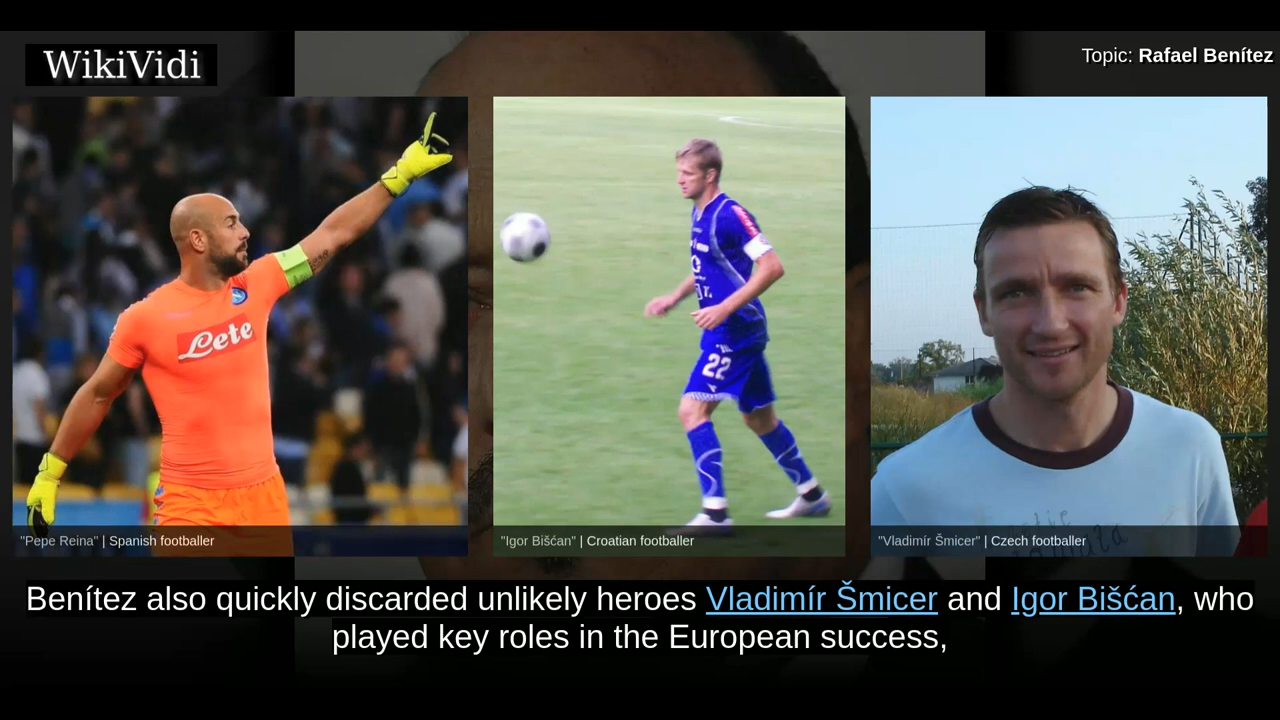 WikiVidi
Topic: Rafael Benítez
Lete
22
"Pepe Reina" | Spanish footballer
"Igor Bišćan" | Croatian footballer
"Vladimír Šmicer" | Czech footballer
Benítez also quickly discarded unlikely heroes Vladimír Šmicer and Igor Bišćan, who
played key roles in the European success,